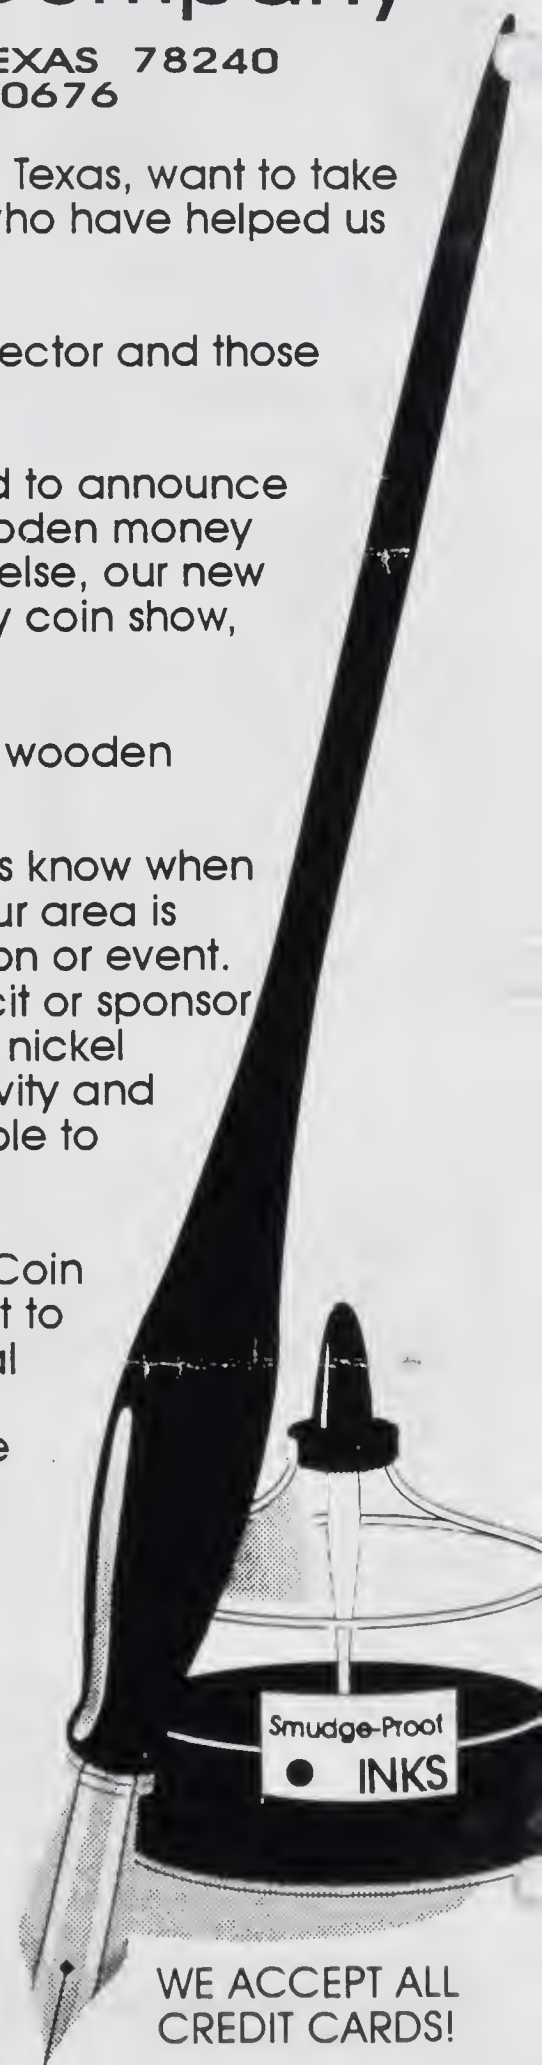 EXAS 78240
0676
Texas, want to take
who have helped us
ector and those
d to announce
oden money
else, our new
y coin show,
wooden
s know when
ur area is
on or event.
cit or sponsor
nickel
vity and
ble to
Coin
t to
al
e
Smudge-Proof
INKS
WE ACCEPT ALL
CREDIT CARDS!